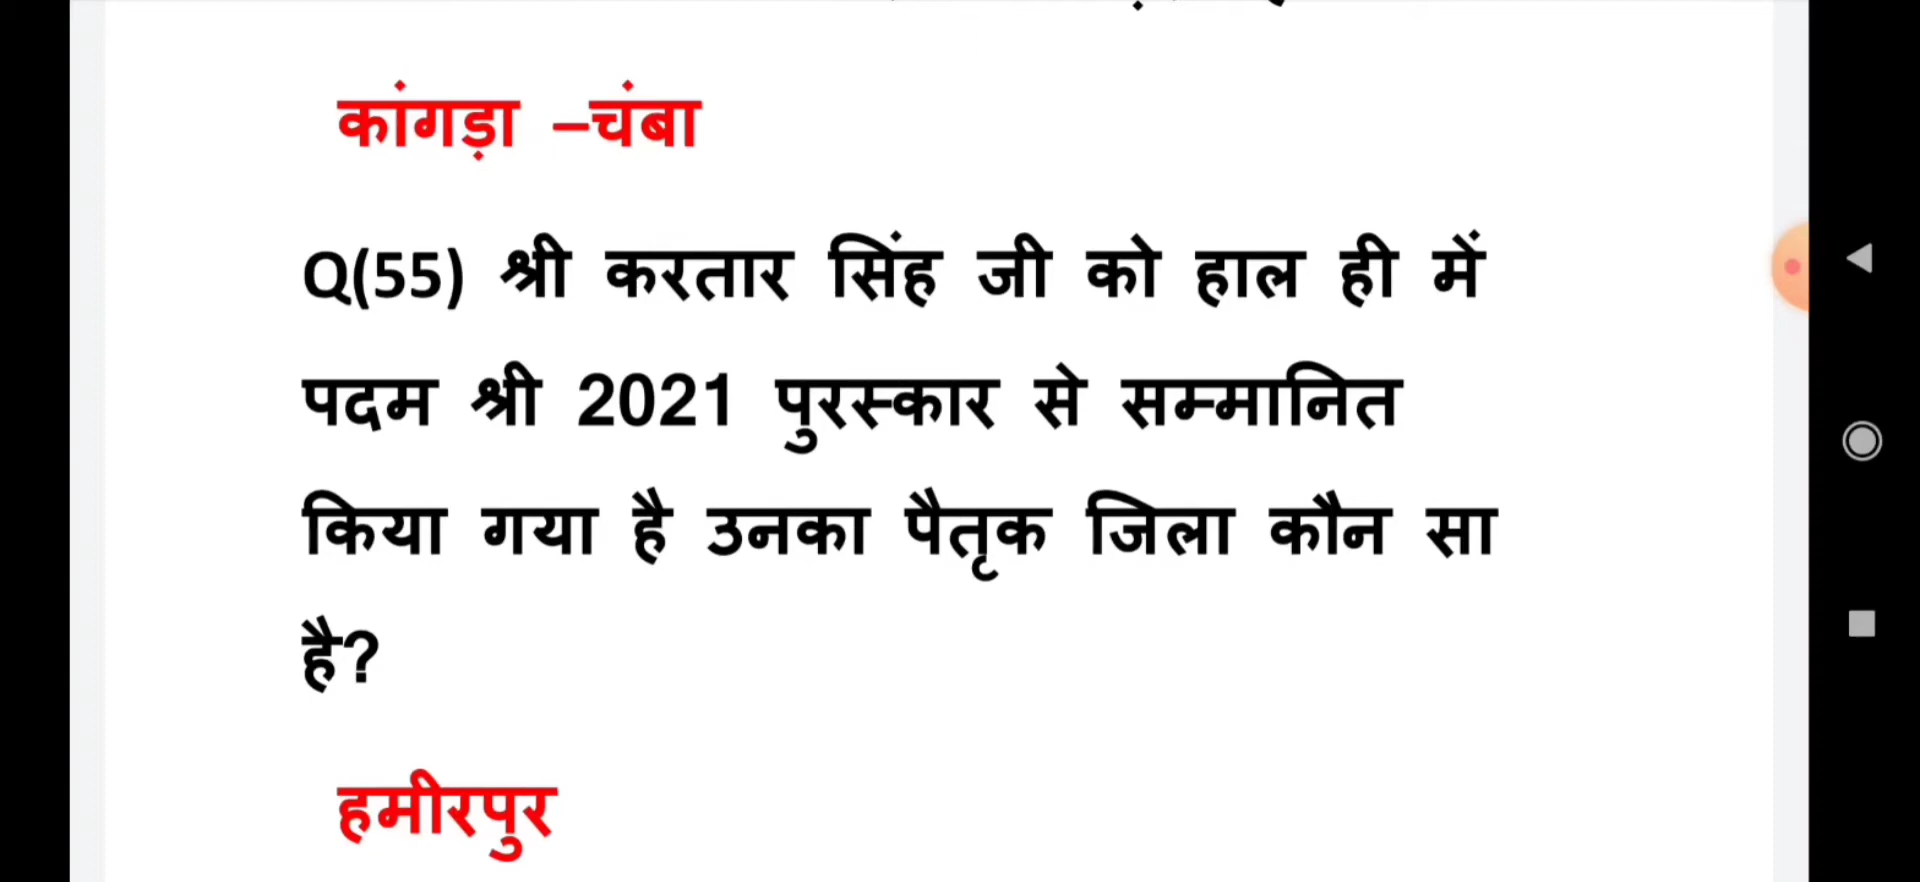 कांगड़ा –चंबा
Q(55) श्री करतार सिंह जी को हाल ही में
पदम श्री 2021 पुरस्कार से सम्मानित
किया गया है उनका पैतृक जिला कौन सा
है?
हमीरपुर